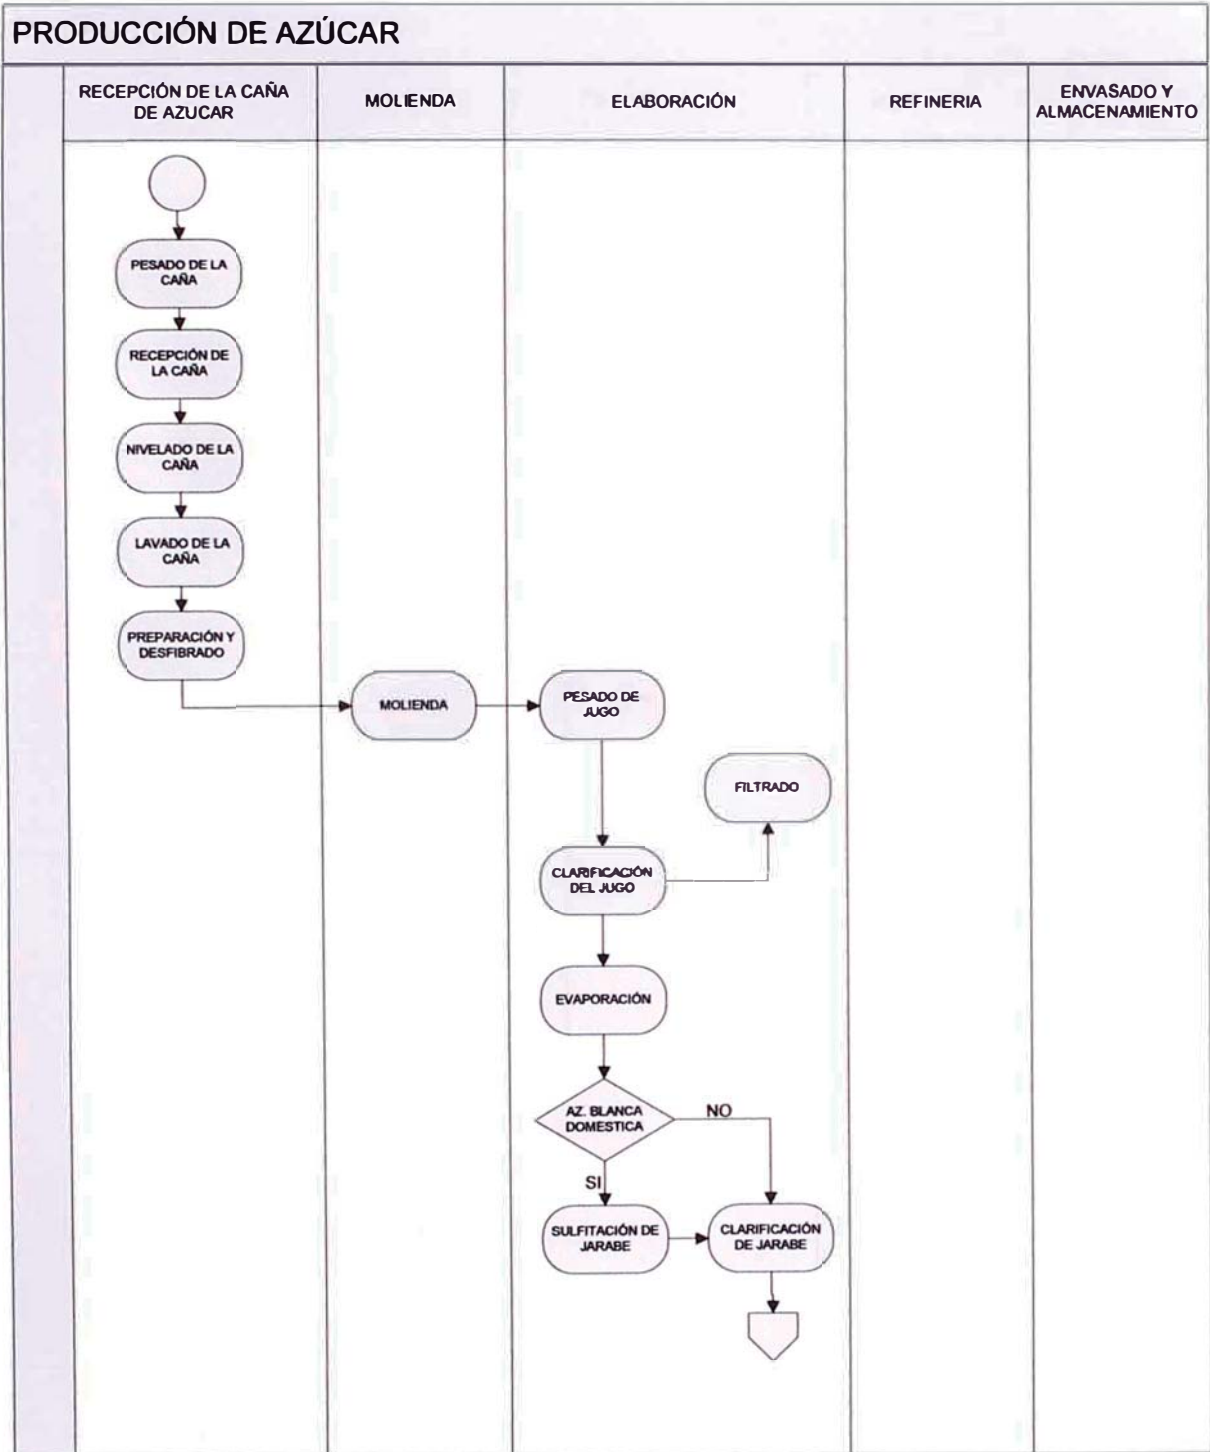 PRODUCCIÓN DE AZÚCAR
RECEPCIÓN DE LA CAÑA
DE AZUCAR
MOLIENDA
ELABORACIÓN
REFINERIA
ENVASADO Y
ALMACENAMIENTO
PESADO DE LA
CAÑA
RECEPCIÓN DE
LA CAÑA
NIVELADO DE LA
CAÑA
LAVADO DE LA
CAÑA
PREPARACIÓN Y
DESFIBRADO
MOLIENDA
PESADO DE
JUGO
FILTRADO
CLARIFICACIÓN
DEL JUGO
EVAPORACIÓN
AZ. BLANCA
DOMESTICA
NO
SI
SULFITACIÓN DE
JARABE
CLARIFICACIÓN
DE JARABE